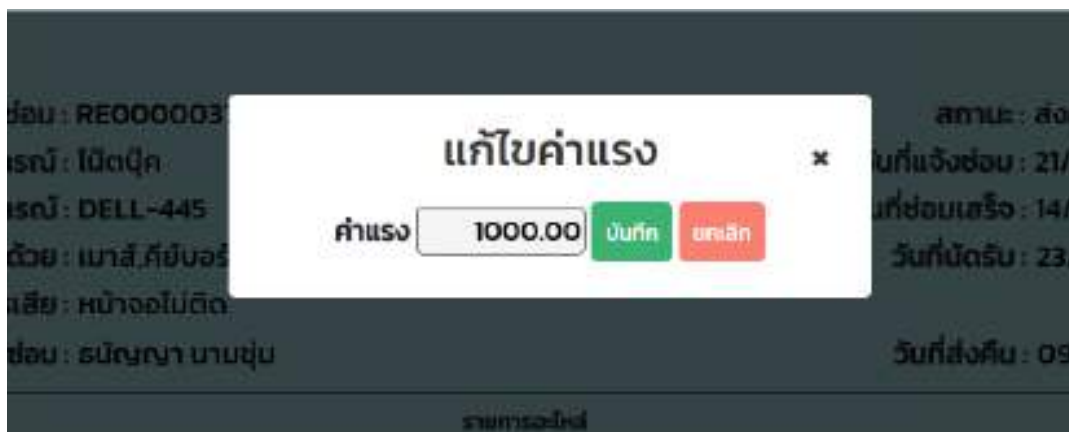 ซ่อม : RE0000003 สถานะ : ส่ง
แก้ไขค่าแรง ×
กรณ์ : โน๊ตบุ๊ค วันที่แจ้งซ่อม : 21/
กรณ์ : DELL-445 วันที่ซ่อมเสร็จ : 14/
ค่าแรง 1000.00 บันทึก ยกเลิก
ด้วย : เมาส์,คีย์บอร์ วันที่นัดรับ : 23
เสีย : หน้าจอไม่ติด
ซ่อม : ธนัญญา นามชุ่ม วันที่ส่งคืน : 09
รายการอะไหล่